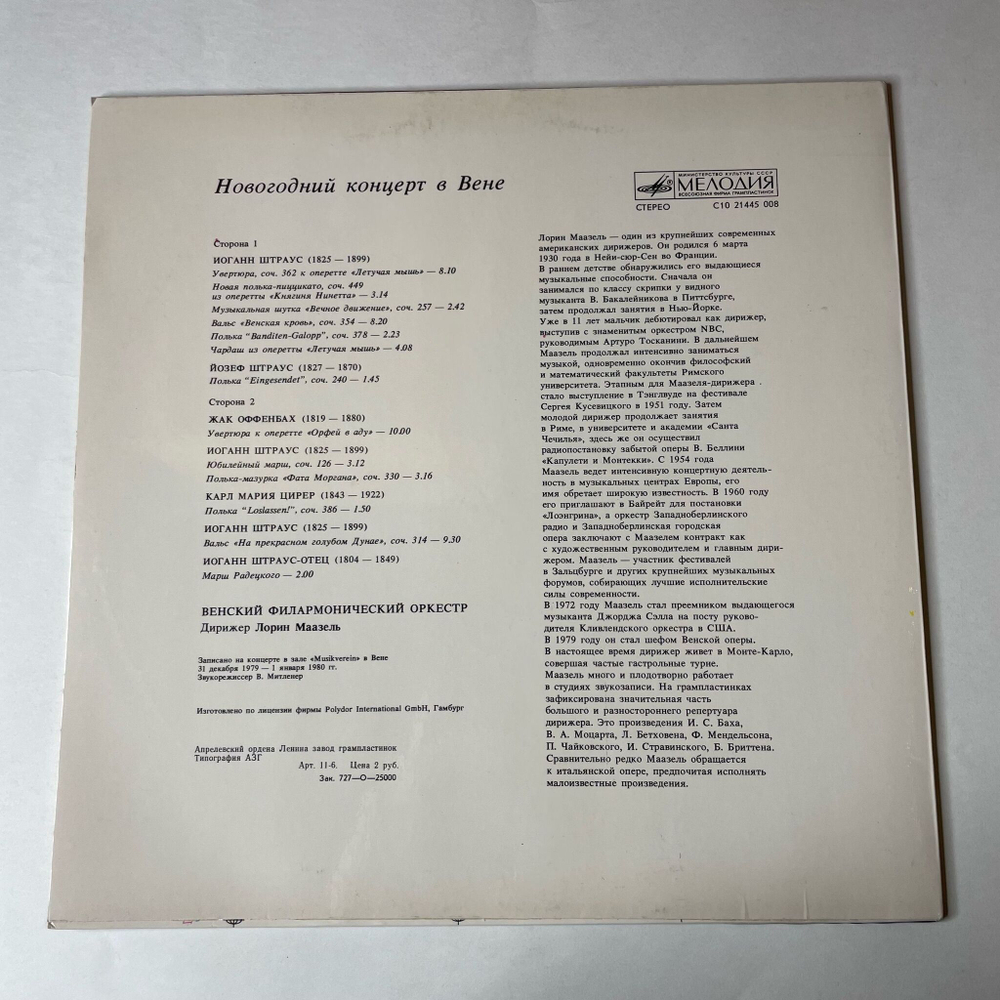 Новогодний концерт в Вене
МИНИСТЕРСТВО КУЛЬТУРЫ СССР
МЕЛОДИЯ
ВСЕСОЮЗНАЯ ФИРМА ГРАМПЛАСТИНОК
СТЕРЕО С10 21445 008
Сторона 1
ИОГАНН ШТРАУС (1825 — 1899)
Увертюра, соч. 362 к оперетте «Летучая мышь» — 8.10
Новая полька-пиццикато, соч. 449
из оперетты «Княгиня Нинетта» — 3.14
Музыкальная шутка «Вечное движение», соч. 257 — 2.42
Вальс «Венская кровь», соч. 354 — 8.20
Полька "Banditen-Galopp", соч. 378 — 2.23
Чардаш из оперетты «Летучая мышь» — 4.08
ЙОЗЕФ ШТРАУС (1827 — 1870)
Полька "Eingesendet", соч. 240 — 1.45
Сторона 2
ЖАК ОФФЕНБАХ (1819 — 1880)
Увертюра к оперетте «Орфей в аду» — 10.00
ИОГАНН ШТРАУС (1825 — 1899)
Юбилейный марш, соч. 126 — 3.12
Полька-мазурка «Фата Моргана», соч. 330 — 3.16
КАРЛ МАРИЯ ЦИРЕР (1843 — 1922)
Полька "Loslassen!", соч. 386 — 1.50
ИОГАНН ШТРАУС (1825 — 1899)
Вальс «На прекрасном голубом Дунае», соч. 314 — 9.30
ИОГАНН ШТРАУС-ОТЕЦ (1804 — 1849)
Марш Радецкого — 2.00
ВЕНСКИЙ ФИЛАРМОНИЧЕСКИЙ ОРКЕСТР
Дирижер Лорин Маазель
Записано на концерте в зале «Musikverein» в Вене
31 декабря 1979 — 1 января 1980 гг.
Звукорежиссер В. Митленер
Изготовлено по лицензии фирмы Polydor International GmbH, Гамбург
Апрелевский ордена Ленина завод грампластинок
Типография АЗГ
Арт. 11-6. Цена 2 руб.
Зак. 727—О—25000
Лорин Маазель — один из крупнейших современных
американских дирижеров. Он родился 6 марта
1930 года в Нейи-сюр-Сен во Франции.
В раннем детстве обнаружились его выдающиеся
музыкальные способности. Сначала он
занимался по классу скрипки у видного
музыканта В. Бакалейникова в Питтсбурге,
затем продолжал занятия в Нью-Йорке.
Уже в 11 лет мальчик дебютировал как дирижер,
выступив с знаменитым оркестром NBC,
руководимым Артуро Тосканини. В дальнейшем
Маазель продолжал интенсивно заниматься
музыкой, одновременно окончив философский
и математический факультеты Римского
университета. Этапным для Маазеля-дирижера
стало выступление в Тэнглвуде на фестивале
Сергея Кусевицкого в 1951 году. Затем
молодой дирижер продолжает занятия
в Риме, в университете и академии «Санта
Чечилья», здесь же он осуществил
радиопостановку забытой оперы В. Беллини
«Капулети и Монтекки». С 1954 года
Маазель ведет интенсивную концертную деятель-
ность в музыкальных центрах Европы, его
имя обретает широкую известность. В 1960 году
его приглашают в Байрейт для постановки
«Лоэнгрина», а оркестр Западноберлинского
радио и Западноберлинская городская
опера заключают с Маазелем контракт как
с художественным руководителем и главным дири-
жером. Маазель — участник фестивалей
в Зальцбурге и других крупнейших музыкальных
форумов, собирающих лучшие исполнительские
силы современности.
В 1972 году Маазель стал преемником выдающегося
музыканта Джорджа Сэлла на посту руково-
дителя Кливлендского оркестра в США.
В 1979 году он стал шефом Венской оперы.
В настоящее время дирижер живет в Монте-Карло,
совершая частые гастрольные турне.
Маазель много и плодотворно работает
в студиях звукозаписи. На грампластинках
зафиксирована значительная часть
большого и разностороннего репертуара
дирижера. Это произведения И. С. Баха,
В. А. Моцарта, Л. Бетховена, Ф. Мендельсона,
П. Чайковского, И. Стравинского, Б. Бриттена.
Сравнительно редко Маазель обращается
к итальянской опере, предпочитая исполнять
малоизвестные произведения.